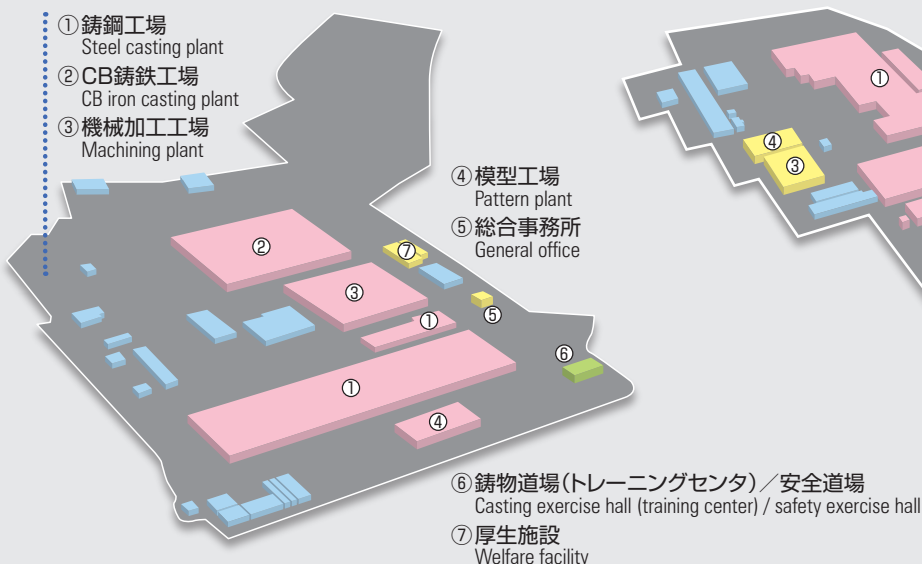 ①鋳鋼工場
Steel casting plant
②CB鋳鉄工場
CB iron casting plant
③機械加工工場
Machining plant
④模型工場
Pattern plant
⑤総合事務所
General office
②
⑦
③
⑤
①
①
⑥
④
①
④
③
⑥鋳物道場(トレーニングセンタ)／安全道場
Casting exercise hall (training center) / safety exercise hall
⑦厚生施設
Welfare facility